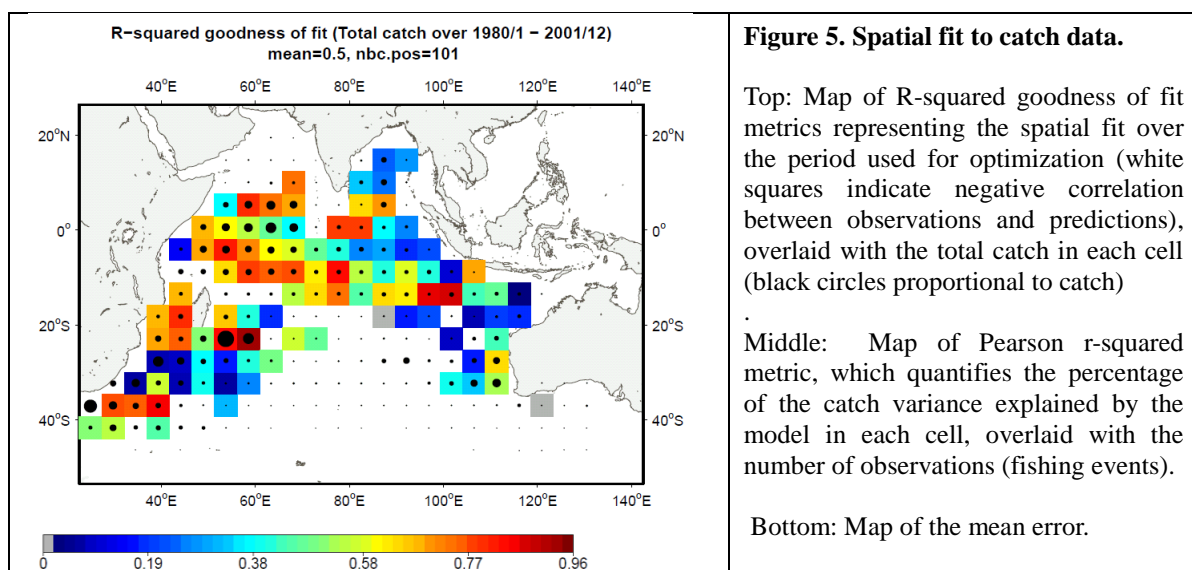 R−squared goodness of fit (Total catch over 1980/1 − 2001/12)
mean=0.5, nbc.pos=101
40°E 60°E 80°E 100°E 120°E 140°E
20°N 20°N
0° 0°
20°S 20°S
40°S 40°S
40°E 60°E 80°E 100°E 120°E 140°E
0 0.19 0.38 0.58 0.77 0.96
Figure 5. Spatial fit to catch data.
Top: Map of R-squared goodness of fit
metrics representing the spatial fit over
the period used for optimization (white
squares indicate negative correlation
between observations and predictions),
overlaid with the total catch in each cell
(black circles proportional to catch)
.
Middle: Map of Pearson r-squared
metric, which quantifies the percentage
of the catch variance explained by the
model in each cell, overlaid with the
number of observations (fishing events).
Bottom: Map of the mean error.